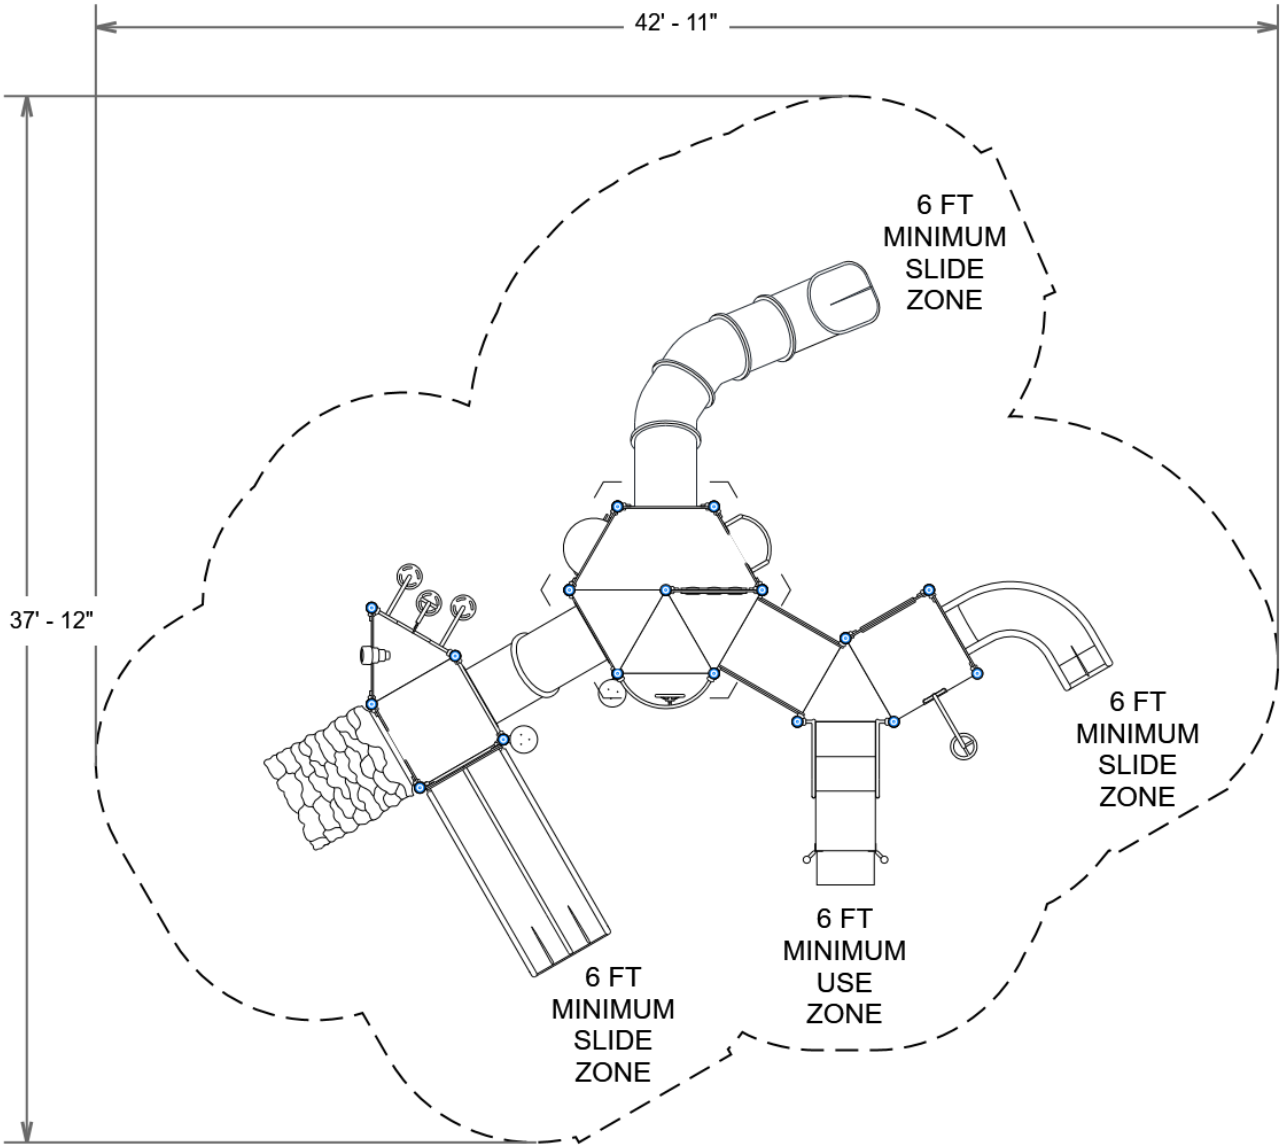 42' - 11"
6 FT
MINIMUM
SLIDE
ZONE
37' - 12"
6 FT
MINIMUM
SLIDE
ZONE
6 FT
MINIMUM
USE
ZONE
6 FT
MINIMUM
SLIDE
ZONE